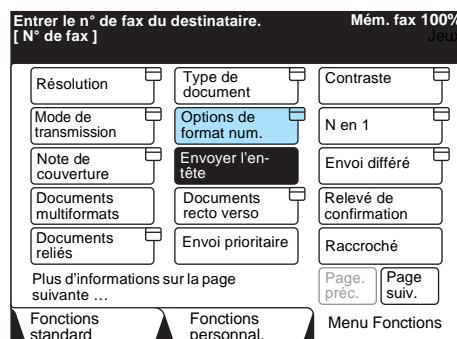 Entrer le n° de fax du destinataire.
Mém. fax 100%
[ N° de fax ]
Jeu
Résolution
Type de
document
Contraste
Mode de
transmission
Options de
format num.
N en 1
Note de
couverture
Envoyer l'en-
tête
Envoi différé
Documents
multiformats
Documents
recto verso
Relevé de
confirmation
Documents
reliés
Envoi prioritaire
Raccroché
Plus d'informations sur la page
suivante …
Page.
préc.
Page
suiv.
Fonctions
standard
Fonctions
personnal.
Menu Fonctions